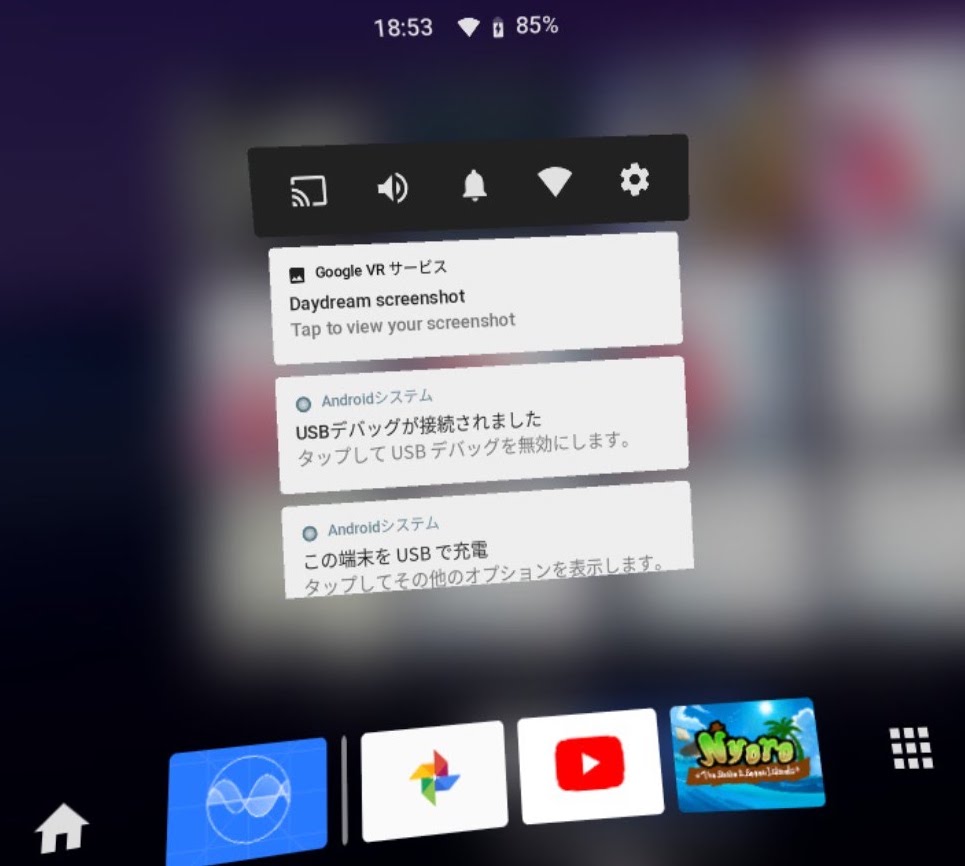 18:53 85%
Google VR サービス
Daydream screenshot
Tap to view your screenshot
Androidシステム
USBデバッグが接続されました
タップして USB デバッグを無効にします。
Androidシステム
この端末を USB で充電
タップしてその他のオプションを表示します。
Nyoro
The Snake & Seven Islands